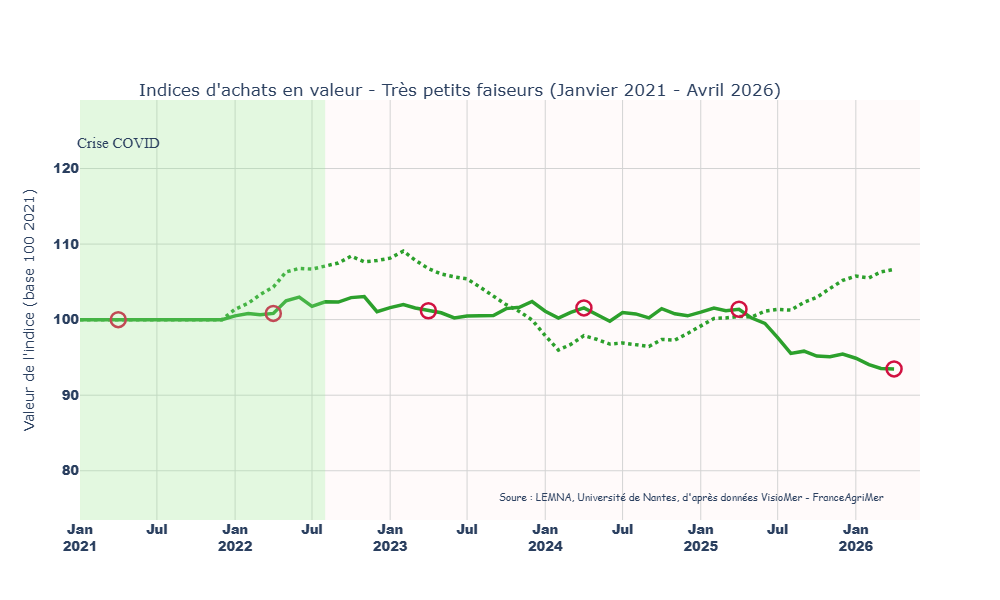 Indices d'achats en valeur - Très petits faiseurs (Janvier 2021 - Avril 2026)
Crise COVID
Valeur de l'indice (base 100 2021)
120
110
100
90
80
Soure : LEMNA, Université de Nantes, d'après données VisioMer - FranceAgriMer
Jan Jul Jan Jul Jan Jul Jan Jul Jan Jul Jan
2021 2022 2023 2024 2025 2026